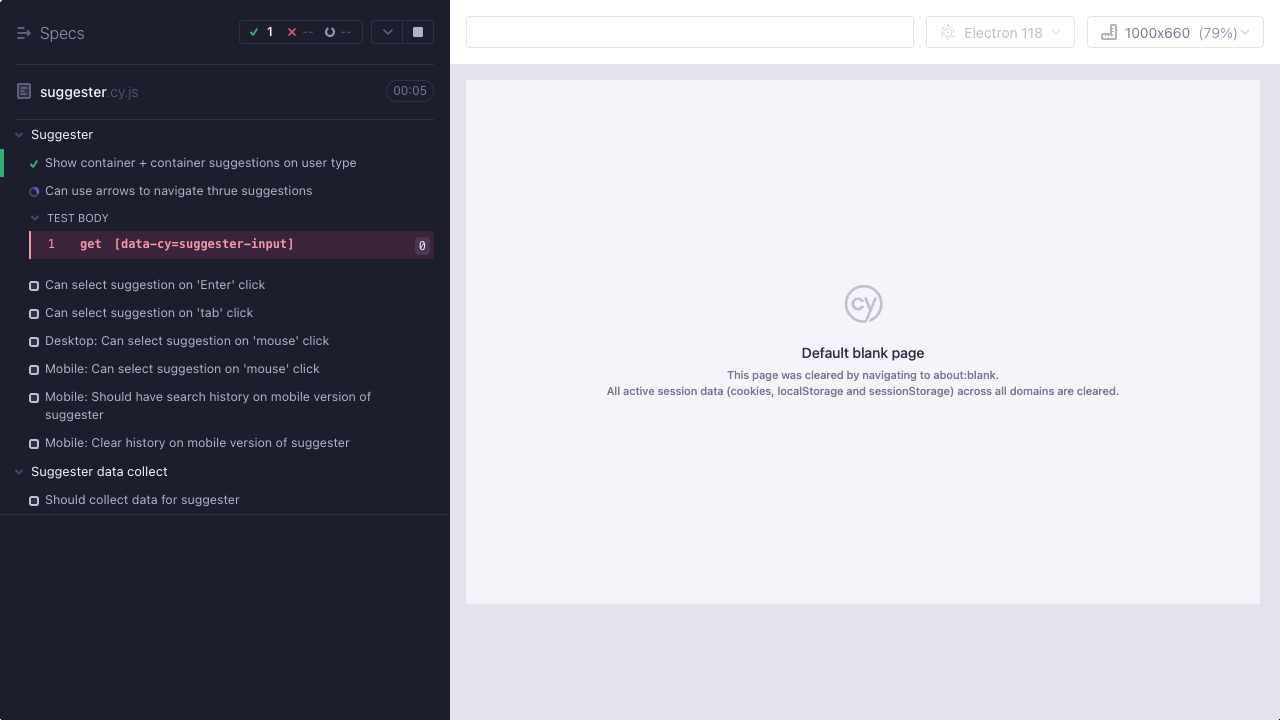 Specs
1
--
--
suggester.cy.js
00:05
Suggester
Show container + container suggestions on user type
Can use arrows to navigate thrue suggestions
TEST BODY
1 get [data-cy=suggester-input] 0
Can select suggestion on 'Enter' click
Can select suggestion on 'tab' click
Desktop: Can select suggestion on 'mouse' click
Mobile: Can select suggestion on 'mouse' click
Mobile: Should have search history on mobile version of
suggester
Mobile: Clear history on mobile version of suggester
Suggester data collect
Should collect data for suggester
Electron 118
1000x660 (79%)
cy
Default blank page
This page was cleared by navigating to about:blank.
All active session data (cookies, localStorage and sessionStorage) across all domains are cleared.